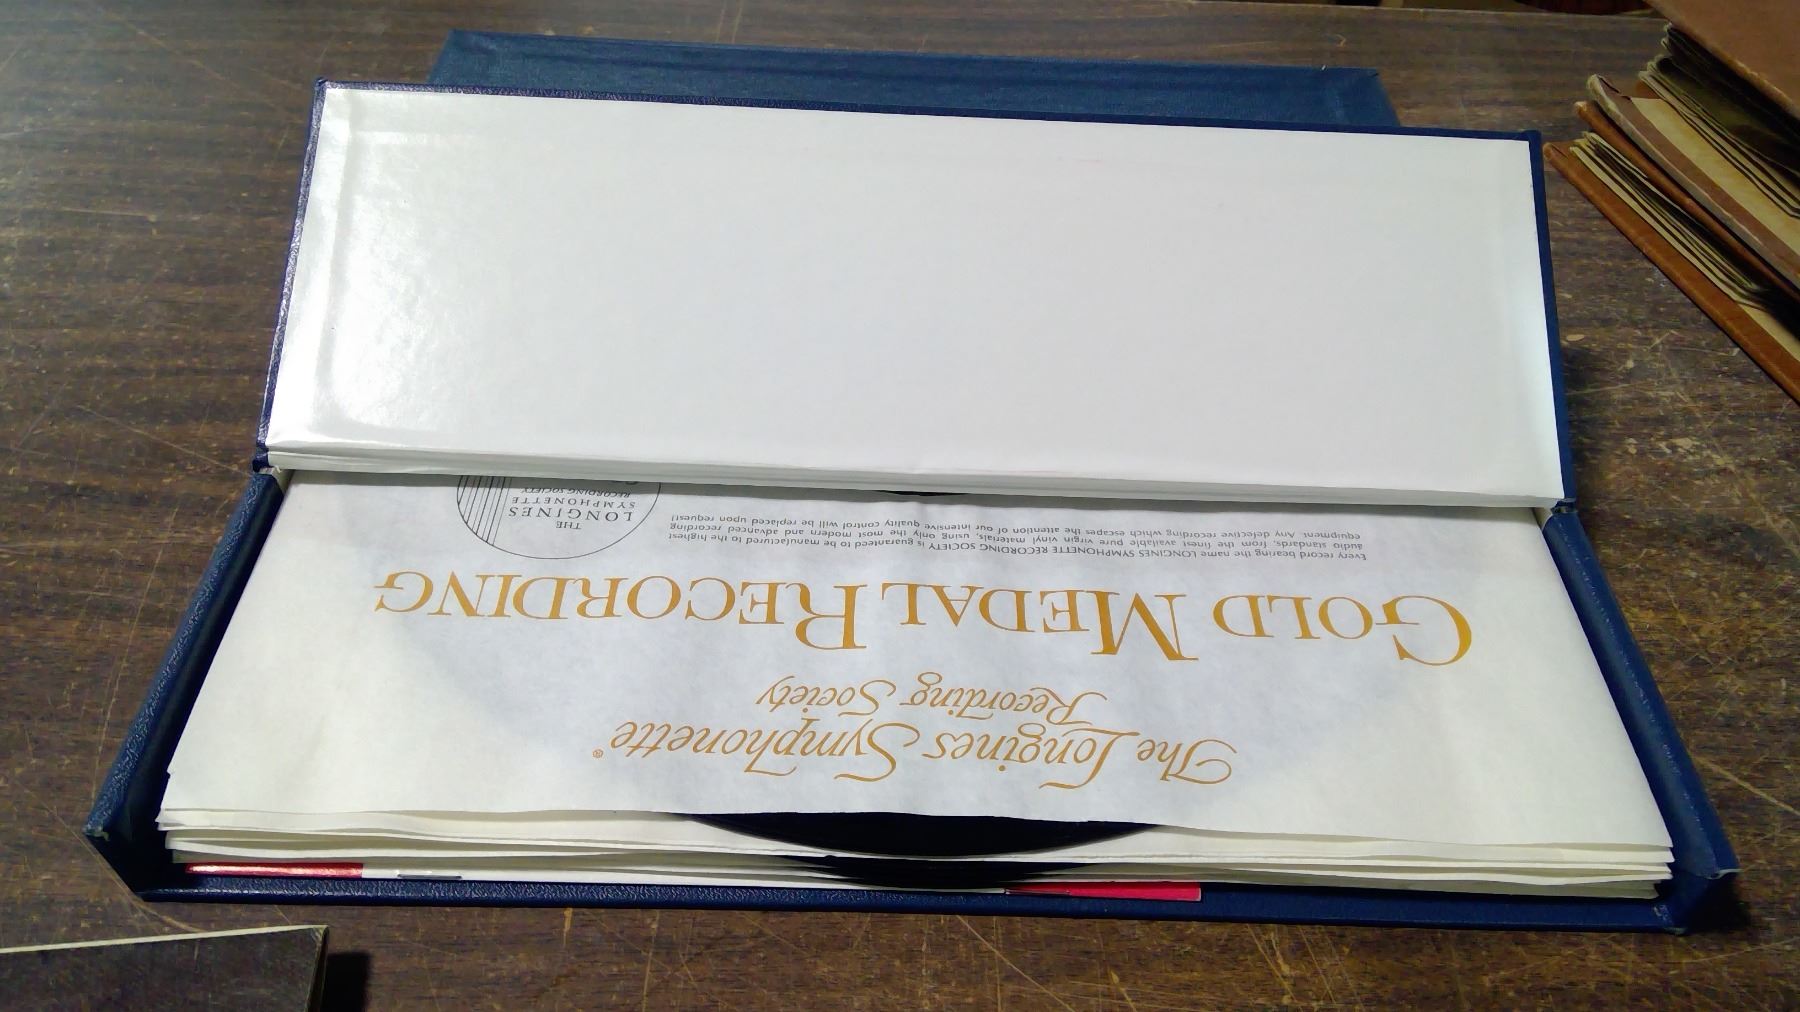 The Longines Symphonette®
Recording Society
GOLD MEDAL RECORDING
Every record bearing the name LONGINES SYMPHONETTE RECORDING SOCIETY is guaranteed to be manufactured to the highest
audio standards, from the finest available pure virgin vinyl materials, using only the most modern and advanced recording
equipment. Any defective recording which escapes the attention of our intensive quality control will be replaced upon request!
THE
LONGINES
SYMPHONETTE
RECORDING SOCIETY